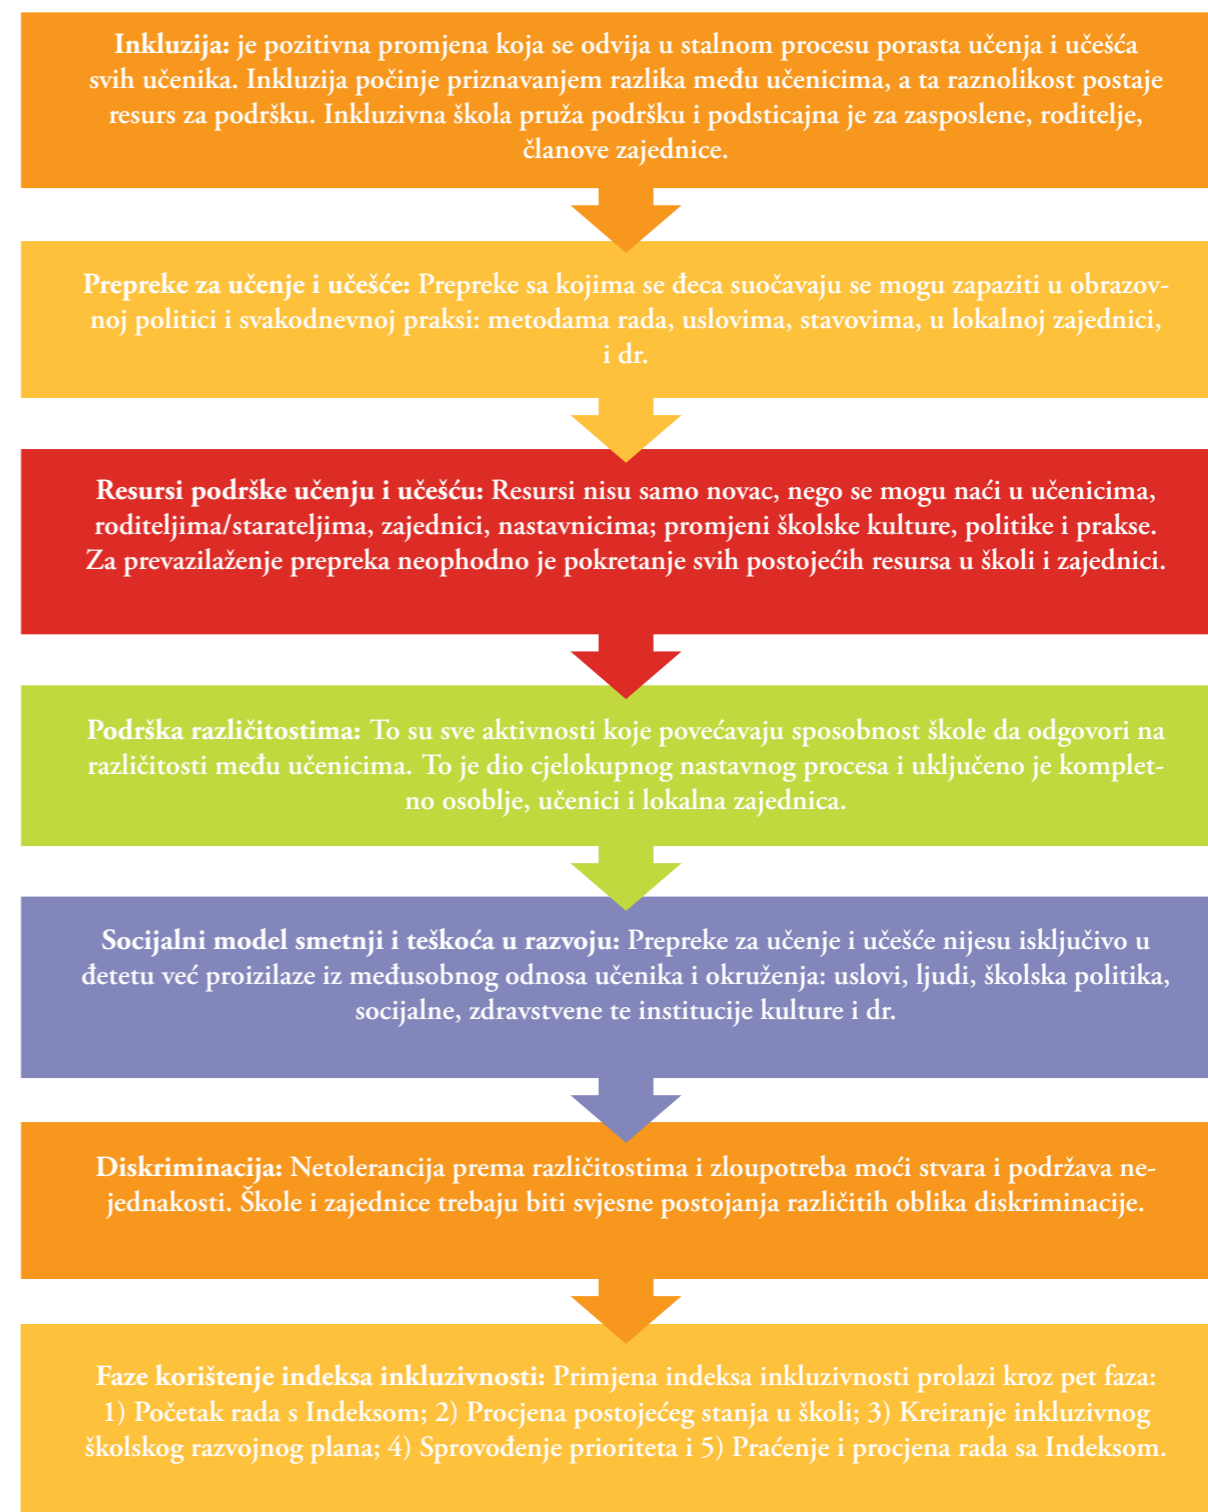 Inkluzija: je pozitivna promjena koja se odvija u stalnom procesu porasta učenja i učešća
svih učenika. Inkluzija počinje priznavanjem razlika među učenicima, a ta raznolikost postaje
resurs za podršku. Inkluzivna škola pruža podršku i podsticajna je za zasposlene, roditelje,
članove zajednice.
Prepreke za učenje i učešće: Prepreke sa kojima se đeca suočavaju se mogu zapaziti u obrazov-
noj politici i svakodnevnoj praksi: metodama rada, uslovima, stavovima, u lokalnoj zajednici,
i dr.
Resursi podrške učenju i učešću: Resursi nisu samo novac, nego se mogu naći u učenicima,
roditeljima/starateljima, zajednici, nastavnicima; promjeni školske kulture, politike i prakse.
Za prevazilaženje prepreka neophodno je pokretanje svih postojećih resursa u školi i zajednici.
Podrška različitostima: To su sve aktivnosti koje povećavaju sposobnost škole da odgovori na
različitosti među učenicima. To je dio cjelokupnog nastavnog procesa i uključeno je komplet-
no osoblje, učenici i lokalna zajednica.
Socijalni model smetnji i teškoća u razvoju: Prepreke za učenje i učešće nijesu isključivo u
đetetu već proizilaze iz međusobnog odnosa učenika i okruženja: uslovi, ljudi, školska politika,
socijalne, zdravstvene te institucije kulture i dr.
Diskriminacija: Netolerancija prema različitostima i zloupotreba moći stvara i podržava ne-
jednakosti. Škole i zajednice trebaju biti svjesne postojanja različitih oblika diskriminacije.
Faze korištenje indeksa inkluzivnosti: Primjena indeksa inkluzivnosti prolazi kroz pet faza:
1) Početak rada s Indeksom; 2) Procjena postojećeg stanja u školi; 3) Kreiranje inkluzivnog
školskog razvojnog plana; 4) Sprovođenje prioriteta i 5) Praćenje i procjena rada sa Indeksom.